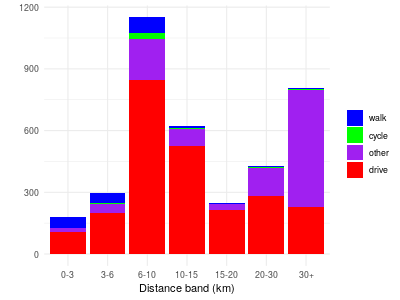 1200
900
600
300
0
0-3 3-6 6-10 10-15 15-20 20-30 30+
Distance band (km)
walk
cycle
other
drive